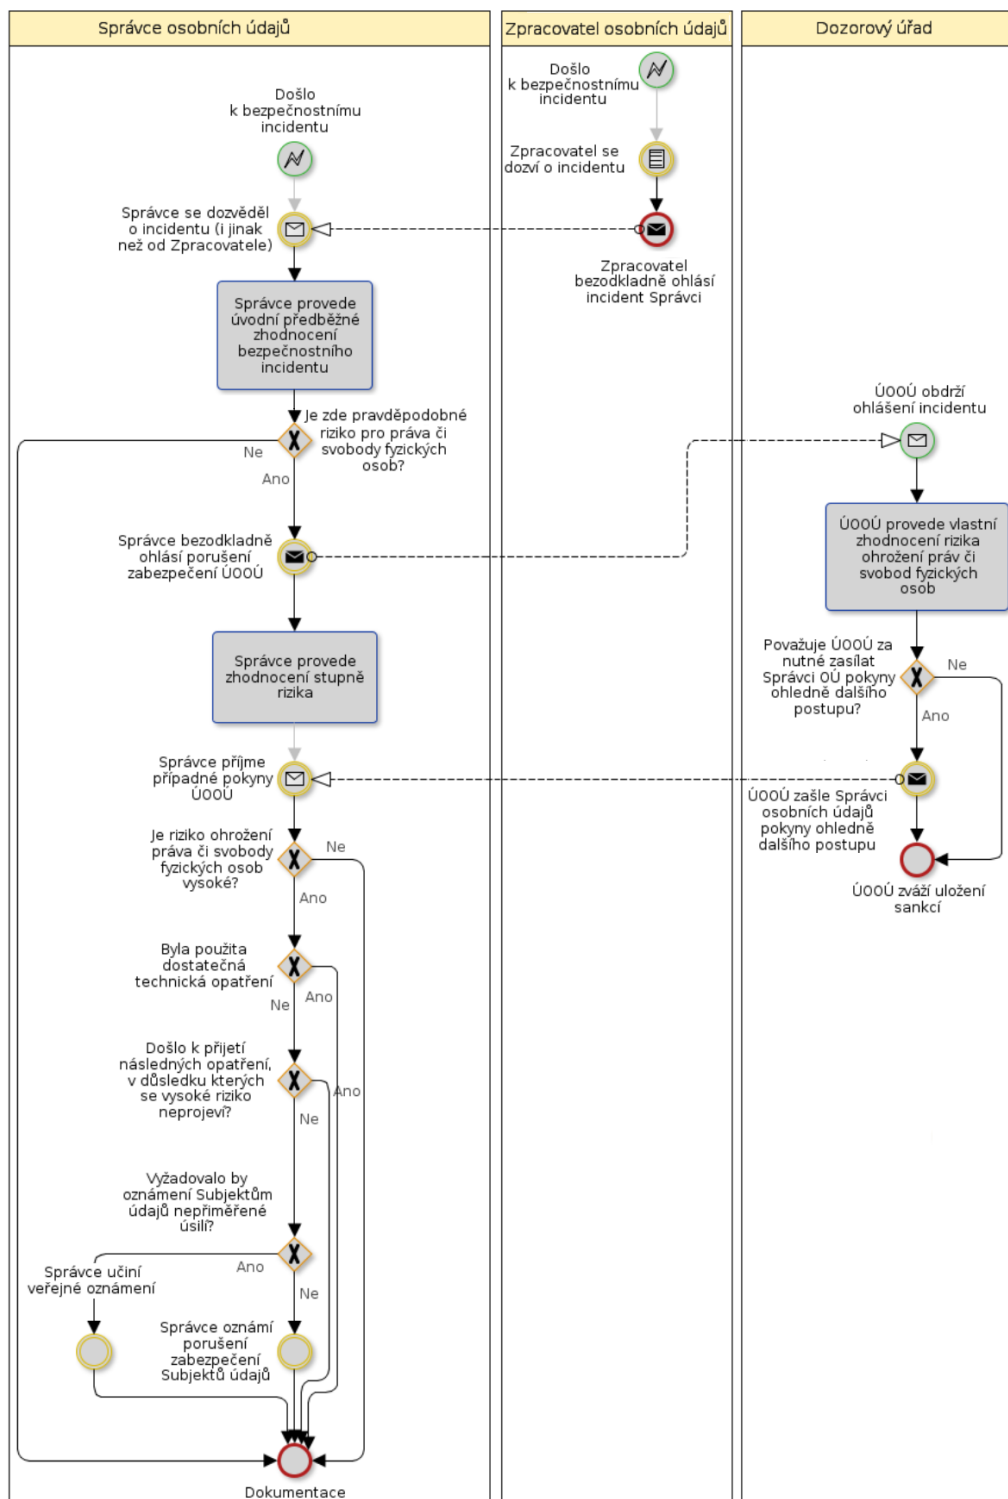 Správce osobních údajů
Došlo
k bezpečnostnímu
incidentu
Správce se dozvěděl
o incidentu (i jinak
než od Zpracovatele)
Správce provede
úvodní předběžné
zhodnocení
bezpečnostního
incidentu
Je zde pravděpodobné
riziko pro práva či
svobody fyzických
osob?
Ne
Ano
Správce bezodkladně
ohlásí porušení
zabezpečení ÚOOÚ
Správce provede
zhodnocení stupně
rizika
Správce příjme
případné pokyny
ÚOOÚ
Je riziko ohrožení
práva či svobody
fyzických osob
vysoké?
Ne
Ano
Byla použita
dostatečná
technická opatření
Ano
Ne
Došlo k přijetí
následných opatření,
v důsledku kterých
se vysoké riziko
neprojeví?
Ano
Ne
Vyžadovalo by
oznámení Subjektům
údajů nepřiměřené
úsilí?
Ano
Ne
Správce učiní
veřejné oznámení
Správce oznámí
porušení
zabezpečení
Subjektů údajů
Dokumentace
Zpracovatel osobních údajů
Došlo
k bezpečnostnímu
incidentu
Zpracovatel se
dozví o incidentu
Zpracovatel
bezodkladně ohlásí
incident Správci
Dozorový úřad
ÚOOÚ obdrží
ohlášení incidentu
ÚOOÚ provede vlastní
zhodnocení rizika
ohrožení práv či
svobod fyzických
osob
Považuje ÚOOÚ za
nutné zasílat
Správci OÚ pokyny
ohledně dalšího
postupu?
Ne
Ano
ÚOOÚ zašle Správci
osobních údajů
pokyny ohledně
dalšího postupu
ÚOOÚ zváží uložení
sankcí